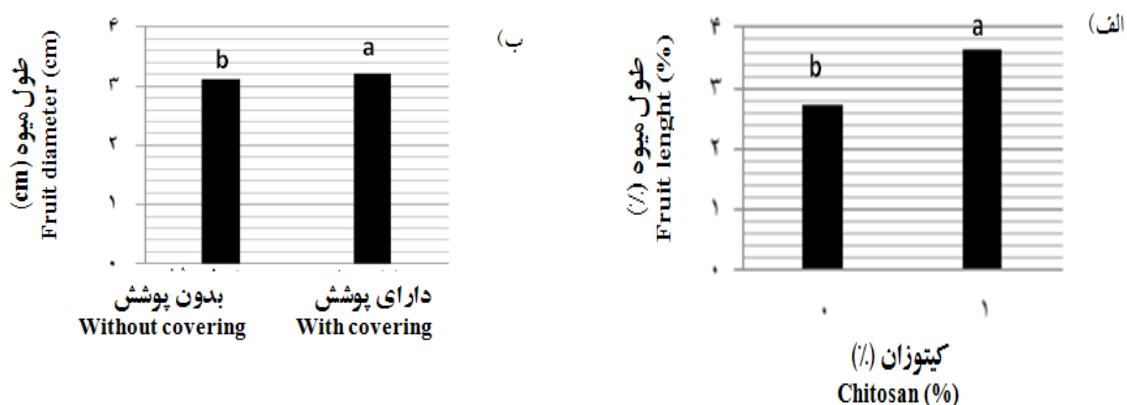 الف)
۴
۳
۲
۱
۰
a
b
طول میوه (٪)
Fruit lenght (%)
۰ ۱
کیتوزان (٪)
Chitosan (%)
ب)
۴
۳
۲
۱
۰
b
a
طول میوه (cm)
Fruit diameter (cm)
بدون پوشش
Without covering
دارای پوشش
With covering